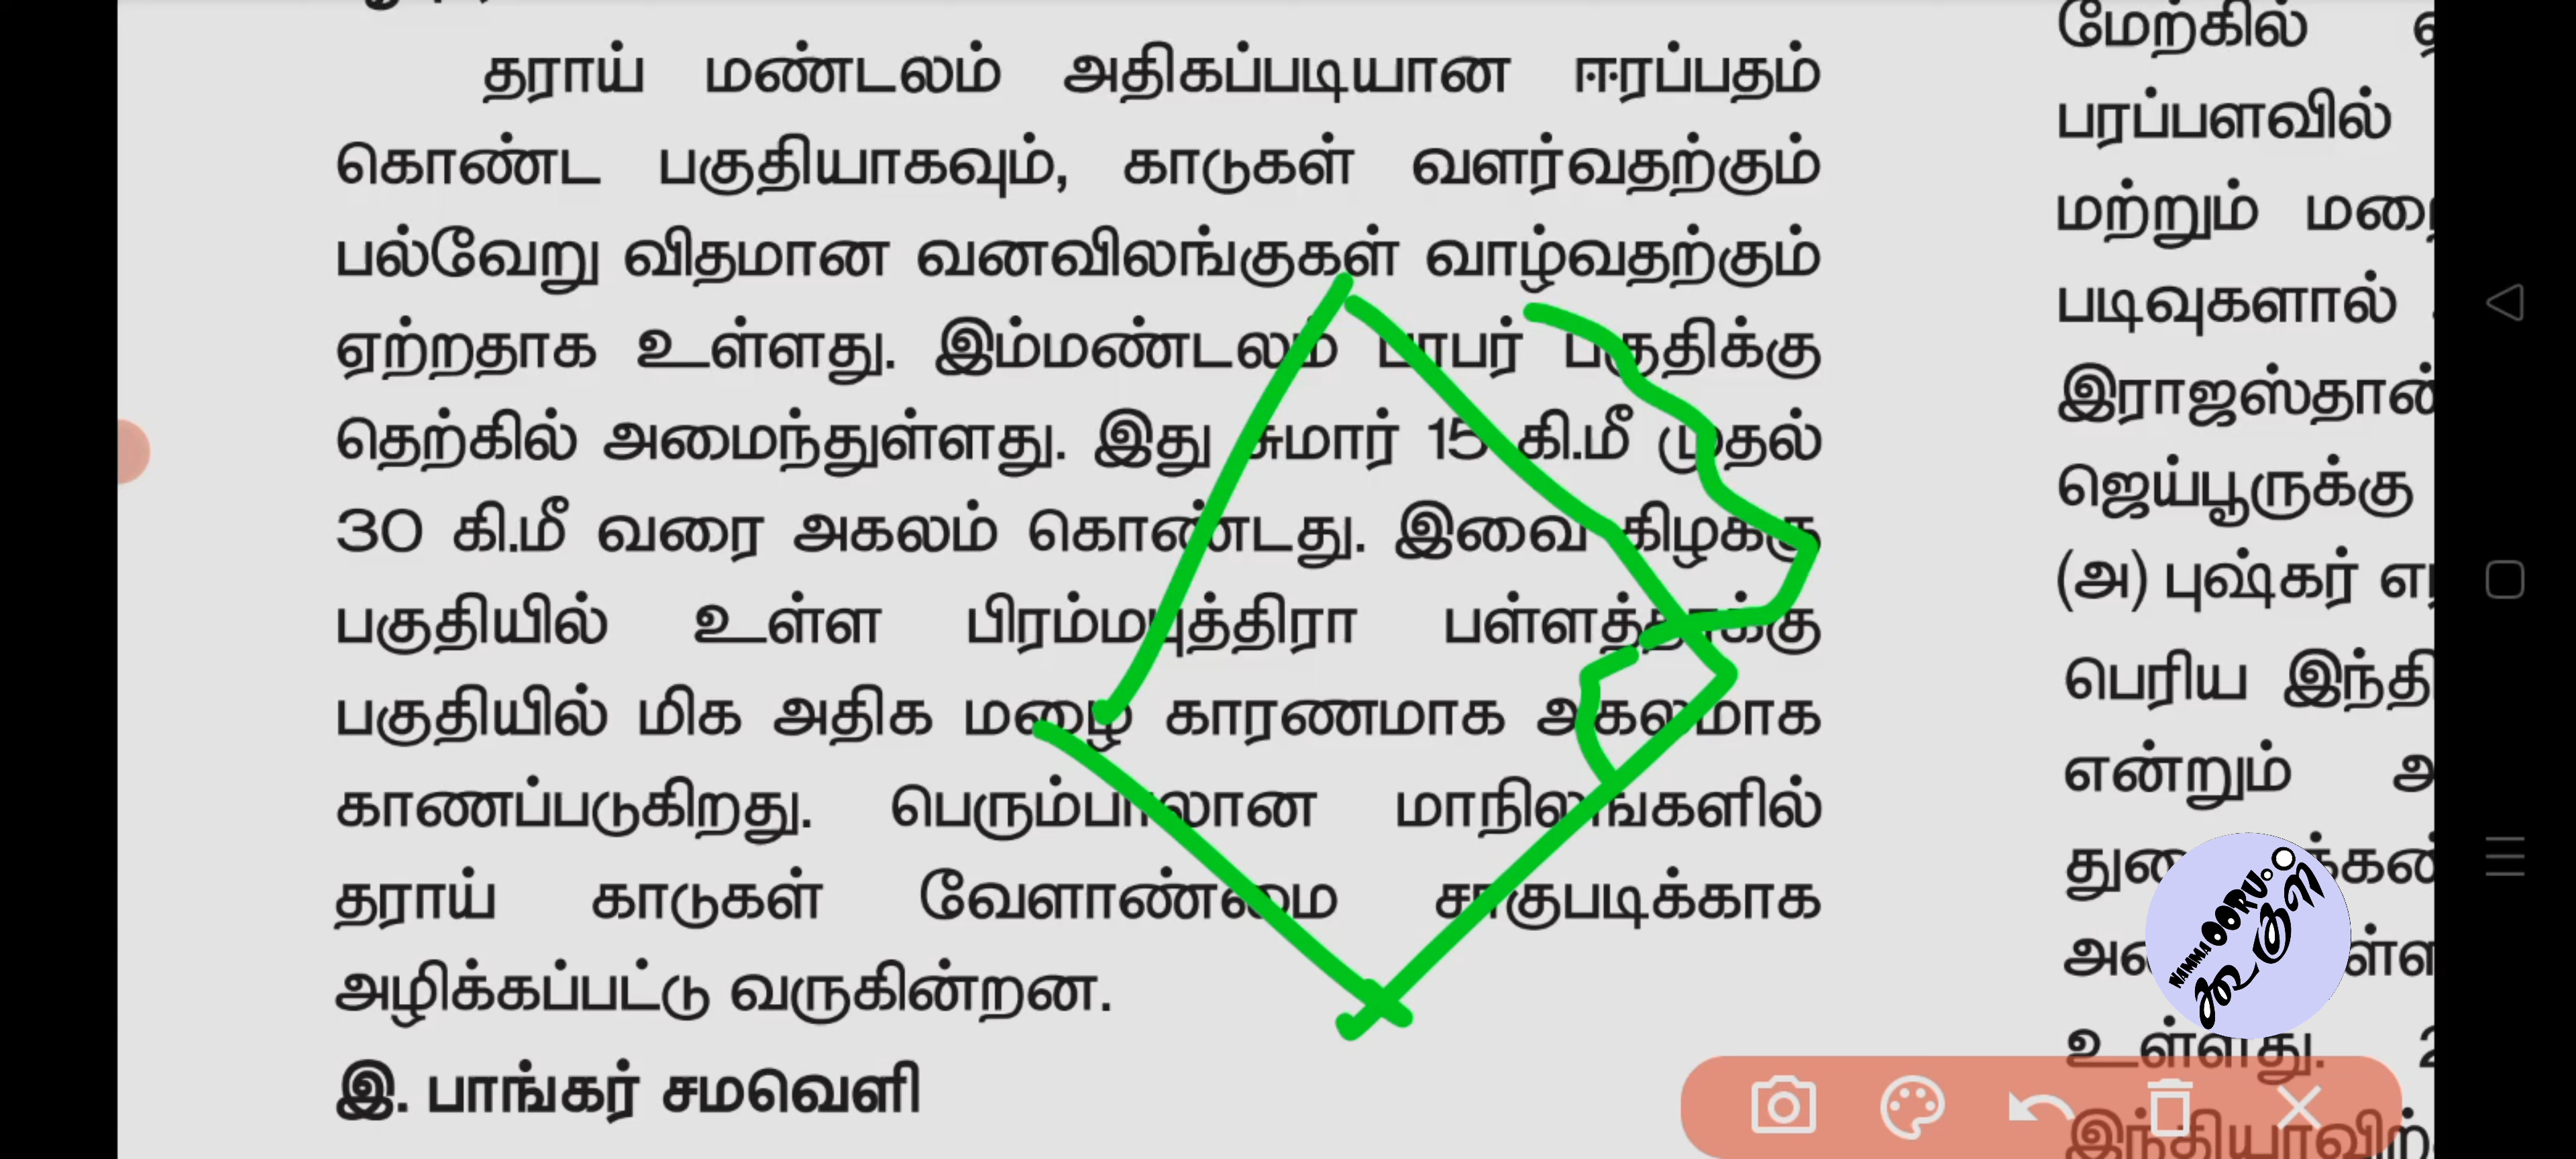 தராய் மண்டலம் அதிகப்படியான ஈரப்பதம்
கொண்ட பகுதியாகவும், காடுகள் வளர்வதற்கும்
பல்வேறு விதமான வனவிலங்குகள் வாழ்வதற்கும்
ஏற்றதாக உள்ளது. இம்மண்டலம் பாபர் பகுதிக்கு
தெற்கில் அமைந்துள்ளது. இது சுமார் 15 கி.மீ முதல்
30 கி.மீ வரை அகலம் கொண்டது. இவை கிழக்கு
பகுதியில் உள்ள பிரம்மபுத்திரா பள்ளத்தாக்கு
பகுதியில் மிக அதிக மழை காரணமாக அகலமாக
காணப்படுகிறது. பெரும்பாலான மாநிலங்களில்
தராய் காடுகள் வேளாண்மை சாகுபடிக்காக
அழிக்கப்பட்டு வருகின்றன.
இ. பாங்கர் சமவெளி
மேற்கில்
பரப்பளவில்
மற்றும்
படிவுகளால்
இராஜஸ்தான்
ஜெய்பூருக்கு
(அ) புஷ்கர்
பெரிய
என்றும்
உள்ளது.
NAMMA OORU